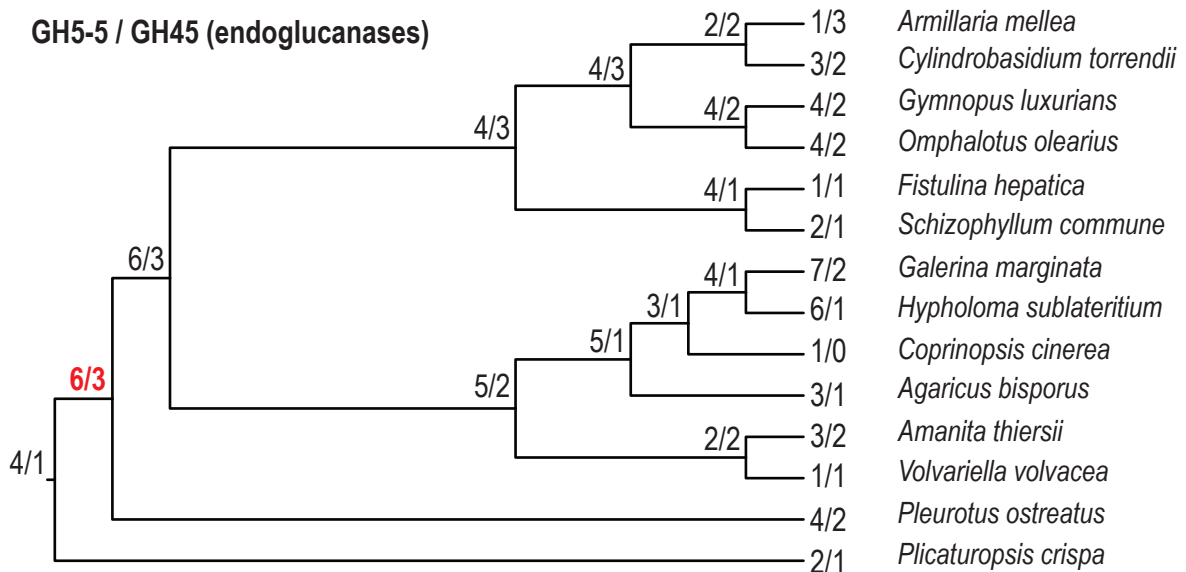 GH5-5 / GH45 (endoglucanases)
2/2 1/3 Armillaria mellea
4/3 3/2 Cylindrobasidium torrendii
4/3 4/2 4/2 Gymnopus luxurians
4/2 Omphalotus olearius
4/1 1/1 Fistulina hepatica
2/1 Schizophyllum commune
6/3 4/1 7/2 Galerina marginata
3/1 6/1 Hypholoma sublateritium
5/1 1/0 Coprinopsis cinerea
6/3 5/2 3/1 Agaricus bisporus
2/2 3/2 Amanita thiersii
4/1 1/1 Volvariella volvacea
4/2 Pleurotus ostreatus
2/1 Plicaturopsis crispa